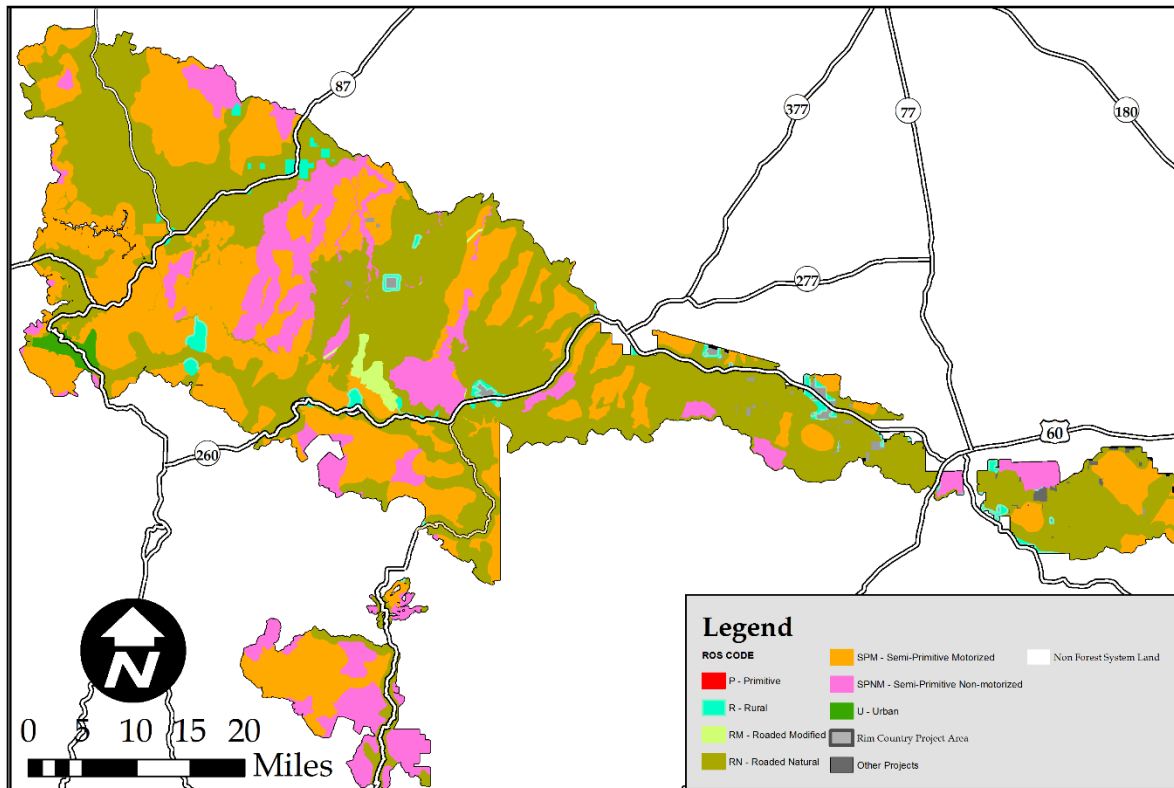 87
377
77
180
277
60
260
N
0 5 10 15 20
Miles
Legend
ROS CODE
P - Primitive
R - Rural
RM - Roaded Modified
RN - Roaded Natural
SPM - Semi-Primitive Motorized
SPNM - Semi-Primitive Non-motorized
U - Urban
Rim Country Project Area
Other Projects
Non Forest System Land